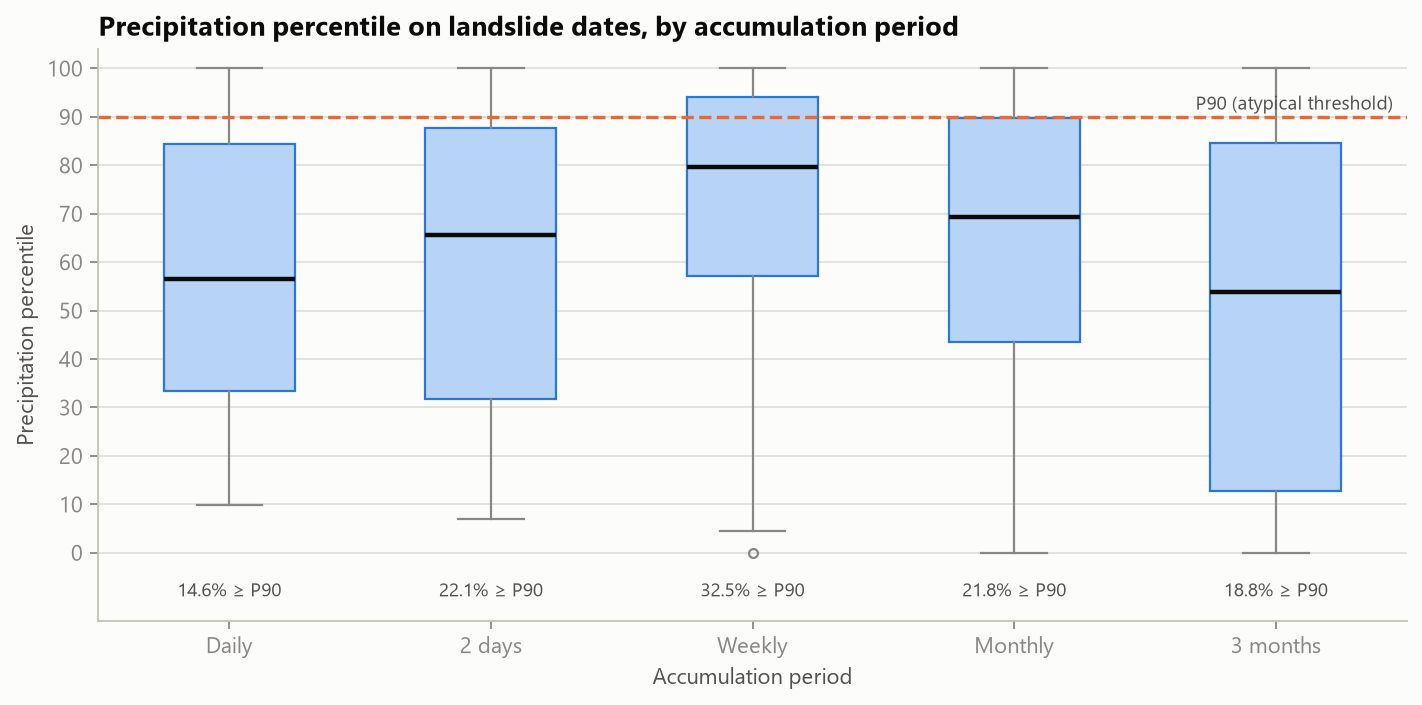 Precipitation percentile on landslide dates, by accumulation period
Precipitation percentile
100
90
80
70
60
50
40
30
20
10
0
P90 (atypical threshold)
14.6% ≥ P90
22.1% ≥ P90
32.5% ≥ P90
21.8% ≥ P90
18.8% ≥ P90
Daily
2 days
Weekly
Monthly
3 months
Accumulation period